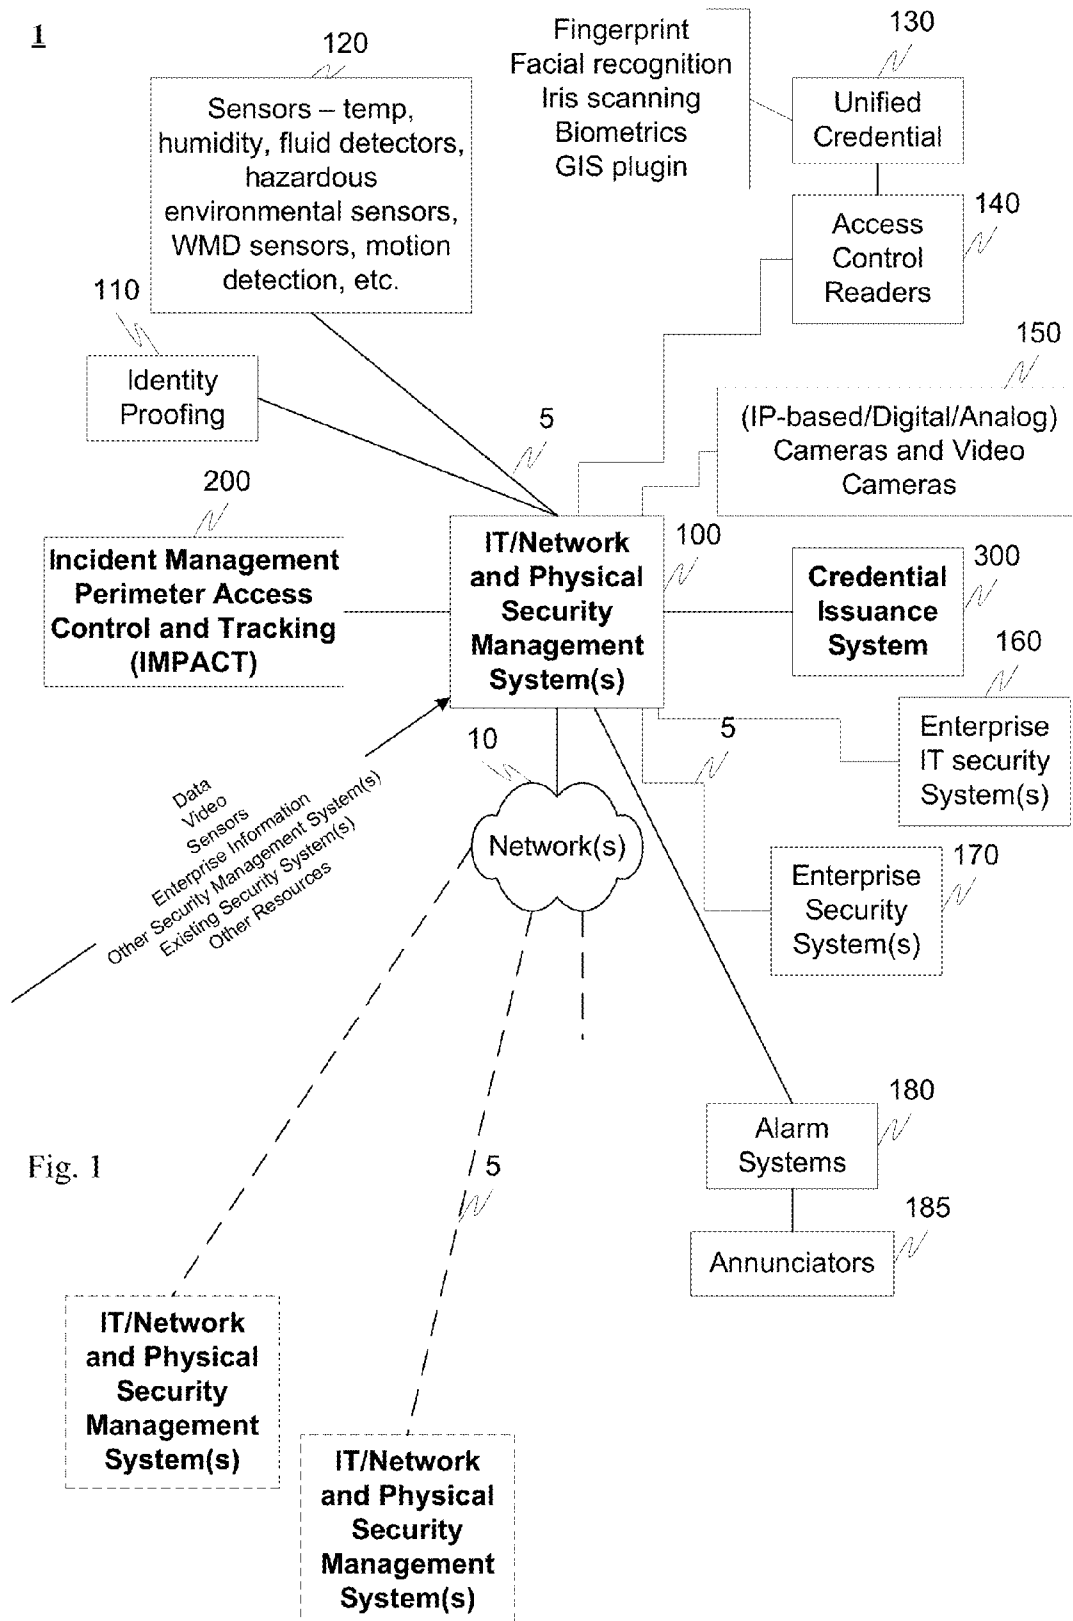 1
120
Sensors – temp,
humidity, fluid detectors,
hazardous
environmental sensors,
WMD sensors, motion
detection, etc.
Fingerprint
Facial recognition
Iris scanning
Biometrics
GIS plugin
130
Unified
Credential
140
Access
Control
Readers
110
Identity
Proofing
150
(IP-based/Digital/Analog)
Cameras and Video
Cameras
5
200
Incident Management
Perimeter Access
Control and Tracking
(IMPACT)
100
IT/Network
and Physical
Security
Management
System(s)
300
Credential
Issuance
System
160
Enterprise
IT security
System(s)
5
10
Network(s)
Data
Video
Sensors
Enterprise Information
Other Security Management System(s)
Existing Security System(s)
Other Resources
170
Enterprise
Security
System(s)
180
Alarm
Systems
185
Annunciators
Fig. 1
5
IT/Network
and Physical
Security
Management
System(s)
IT/Network
and Physical
Security
Management
System(s)